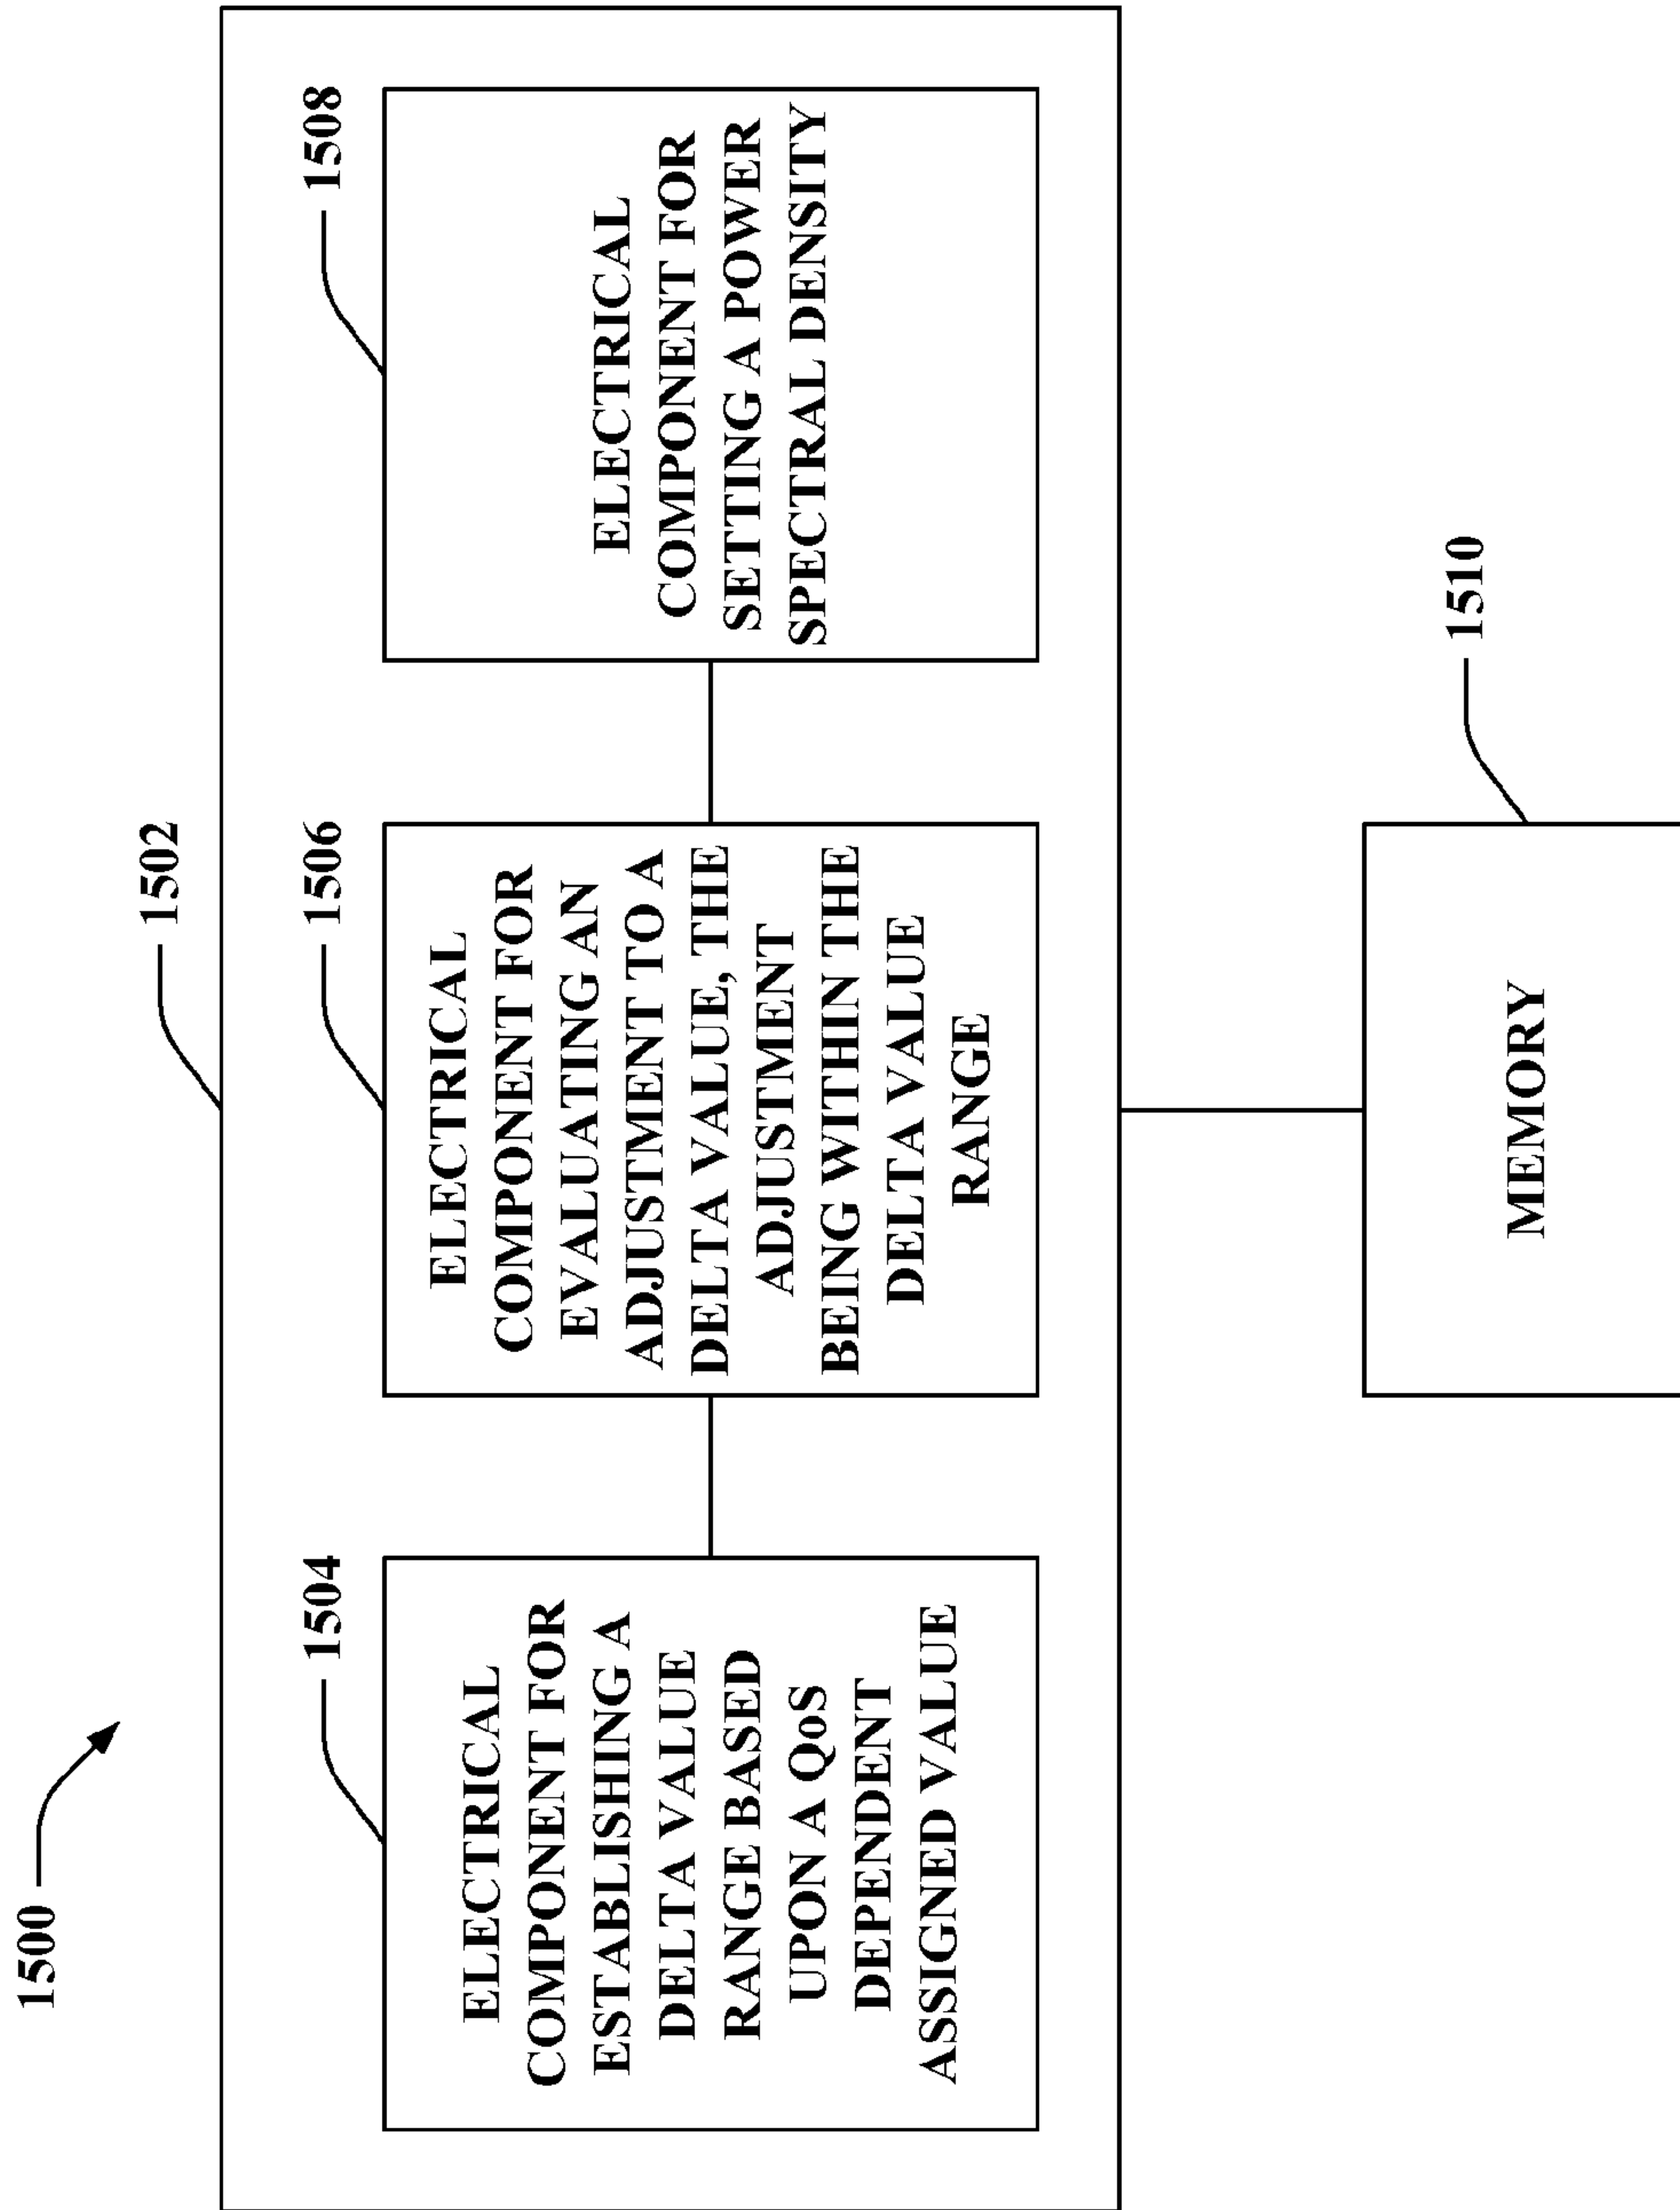 1500
1502
1504
ELECTRICAL
COMPONENT FOR
ESTABLISHING A
DELTA VALUE
RANGE BASED
UPON A QoS
DEPENDENT
ASSIGNED VALUE
1506
ELECTRICAL
COMPONENT FOR
EVALUATING AN
ADJUSTMENT TO A
DELTA VALUE, THE
ADJUSTMENT
BEING WITHIN THE
DELTA VALUE
RANGE
1508
ELECTRICAL
COMPONENT FOR
SETTING A POWER
SPECTRAL DENSITY
1510
MEMORY